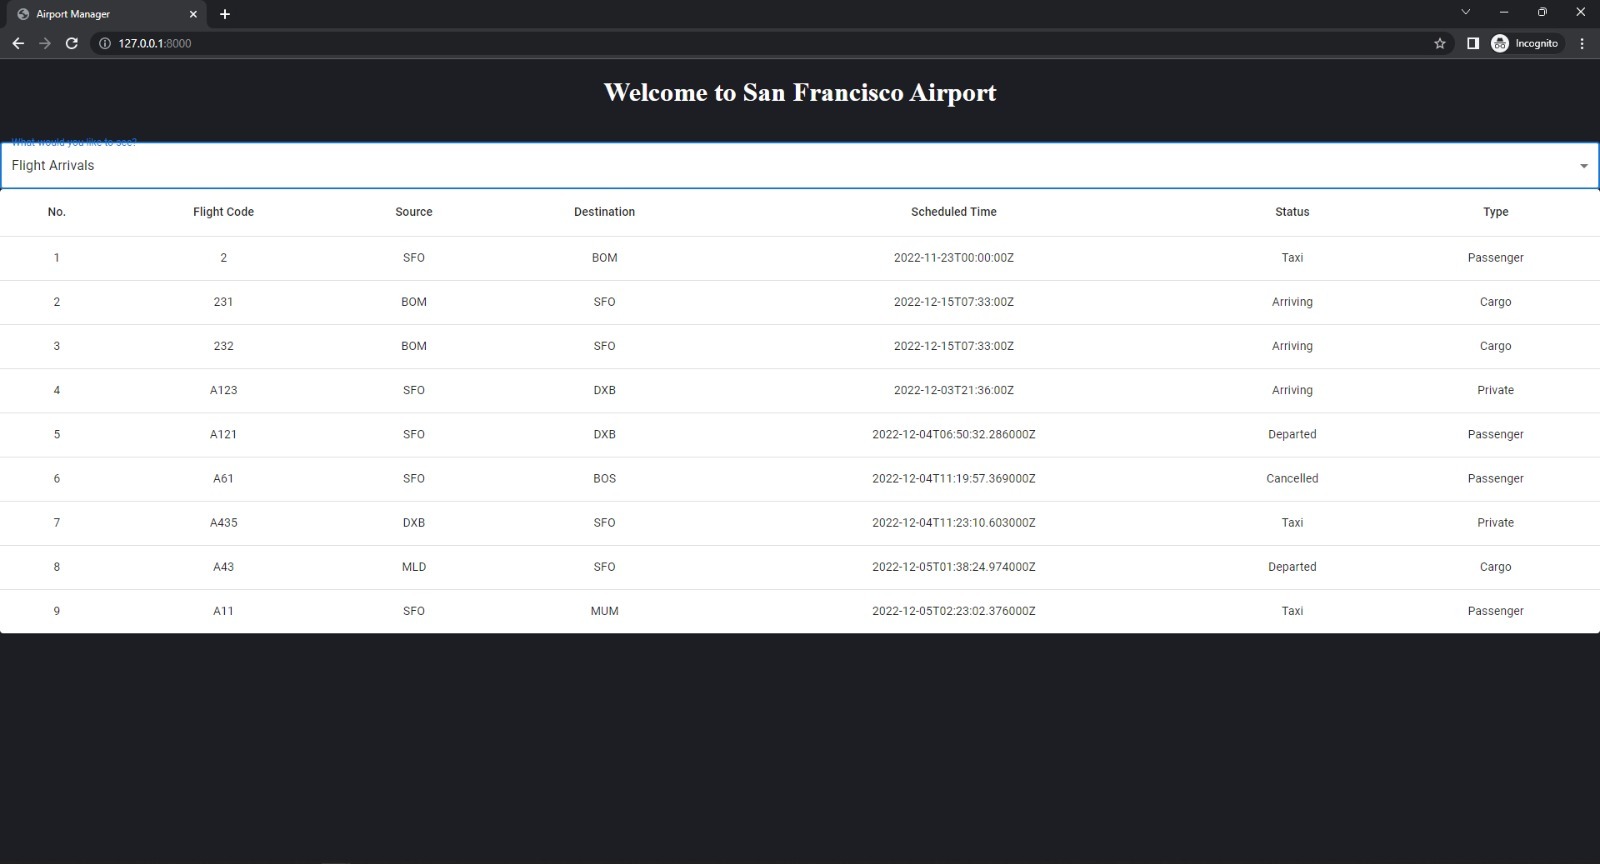 Airport Manager
127.0.0.1:8000
Incognito
Welcome to San Francisco Airport
What would you like to see?
Flight Arrivals
No. Flight Code Source Destination Scheduled Time Status Type
1 2 SFO BOM 2022-11-23T00:00:00Z Taxi Passenger
2 231 BOM SFO 2022-12-15T07:33:00Z Arriving Cargo
3 232 BOM SFO 2022-12-15T07:33:00Z Arriving Cargo
4 A123 SFO DXB 2022-12-03T21:36:00Z Arriving Private
5 A121 SFO DXB 2022-12-04T06:50:32.286000Z Departed Passenger
6 A61 SFO BOS 2022-12-04T11:19:57.369000Z Cancelled Passenger
7 A435 DXB SFO 2022-12-04T11:23:10.603000Z Taxi Private
8 A43 MLD SFO 2022-12-05T01:38:24.974000Z Departed Cargo
9 A11 SFO MUM 2022-12-05T02:23:02.376000Z Taxi Passenger